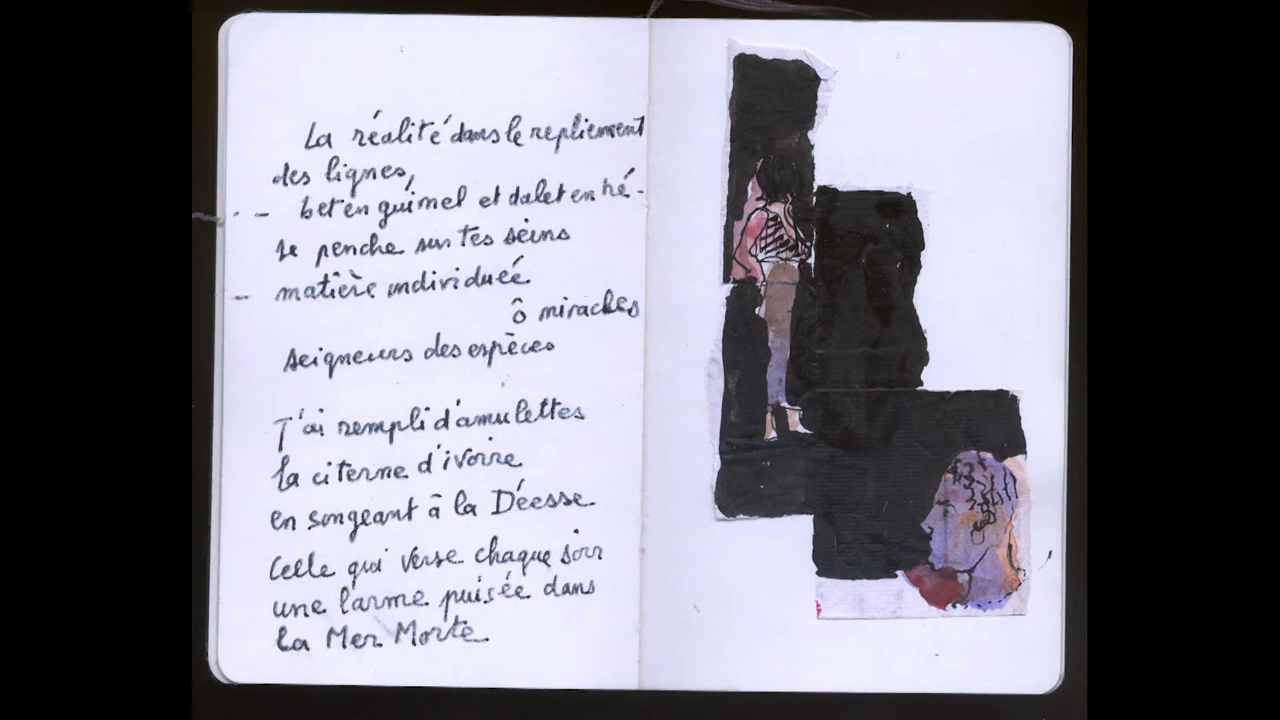 La réalité dans le repliement
des lignes,
- bet en guimel et dalet en hé -
se penche sur tes seins
- matière individuée
ô miracles
seigneurs des espèces
J'ai rempli d'amulettes
la citerne d'ivoire
en songeant à la Déesse
Celle qui verse chaque soir
une larme puisée dans
la Mer Morte